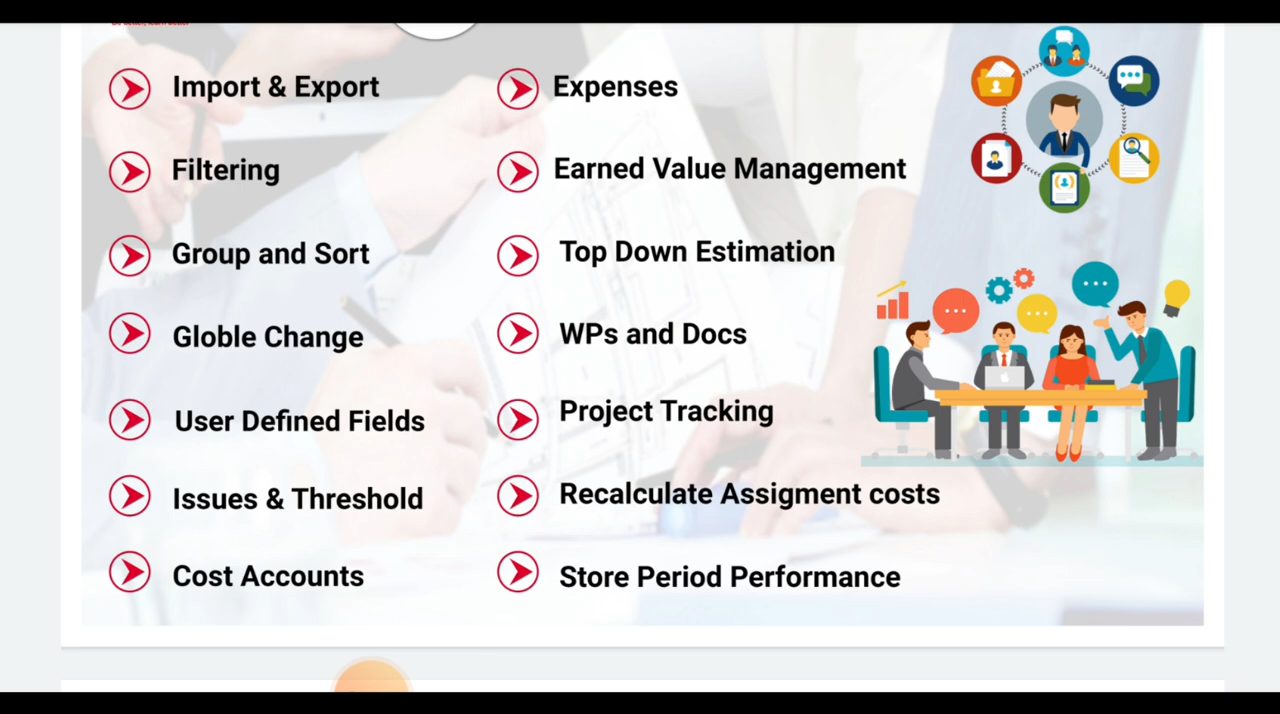 Import & Export
Filtering
Group and Sort
Globle Change
User Defined Fields
Issues & Threshold
Cost Accounts
Expenses
Earned Value Management
Top Down Estimation
WPs and Docs
Project Tracking
Recalculate Assigment costs
Store Period Performance